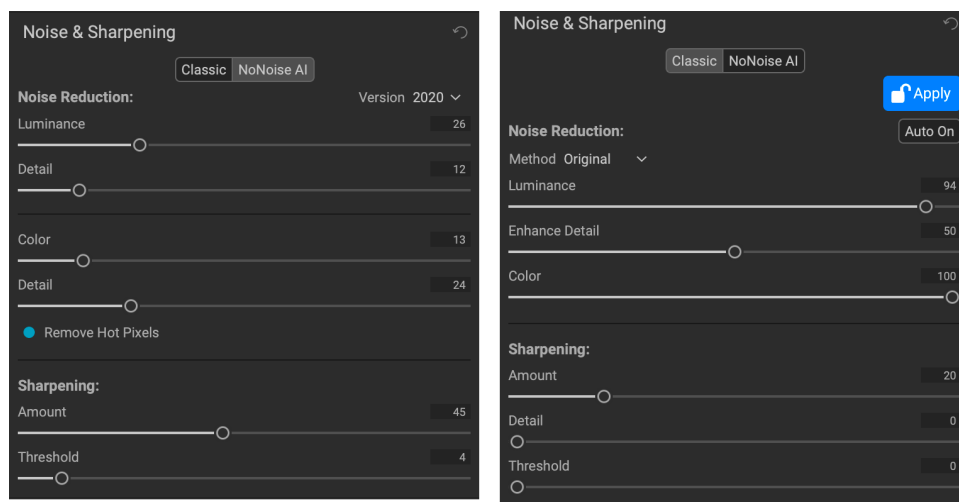 Noise & Sharpening
Classic NoNoise AI
Noise Reduction: Version 2020
Luminance 26
Detail 12
Color 13
Detail 24
Remove Hot Pixels
Sharpening:
Amount 45
Threshold 4
Noise & Sharpening
Classic NoNoise AI
Apply
Noise Reduction: Auto On
Method Original
Luminance 94
Enhance Detail 50
Color 100
Sharpening:
Amount 20
Detail 0
Threshold 0